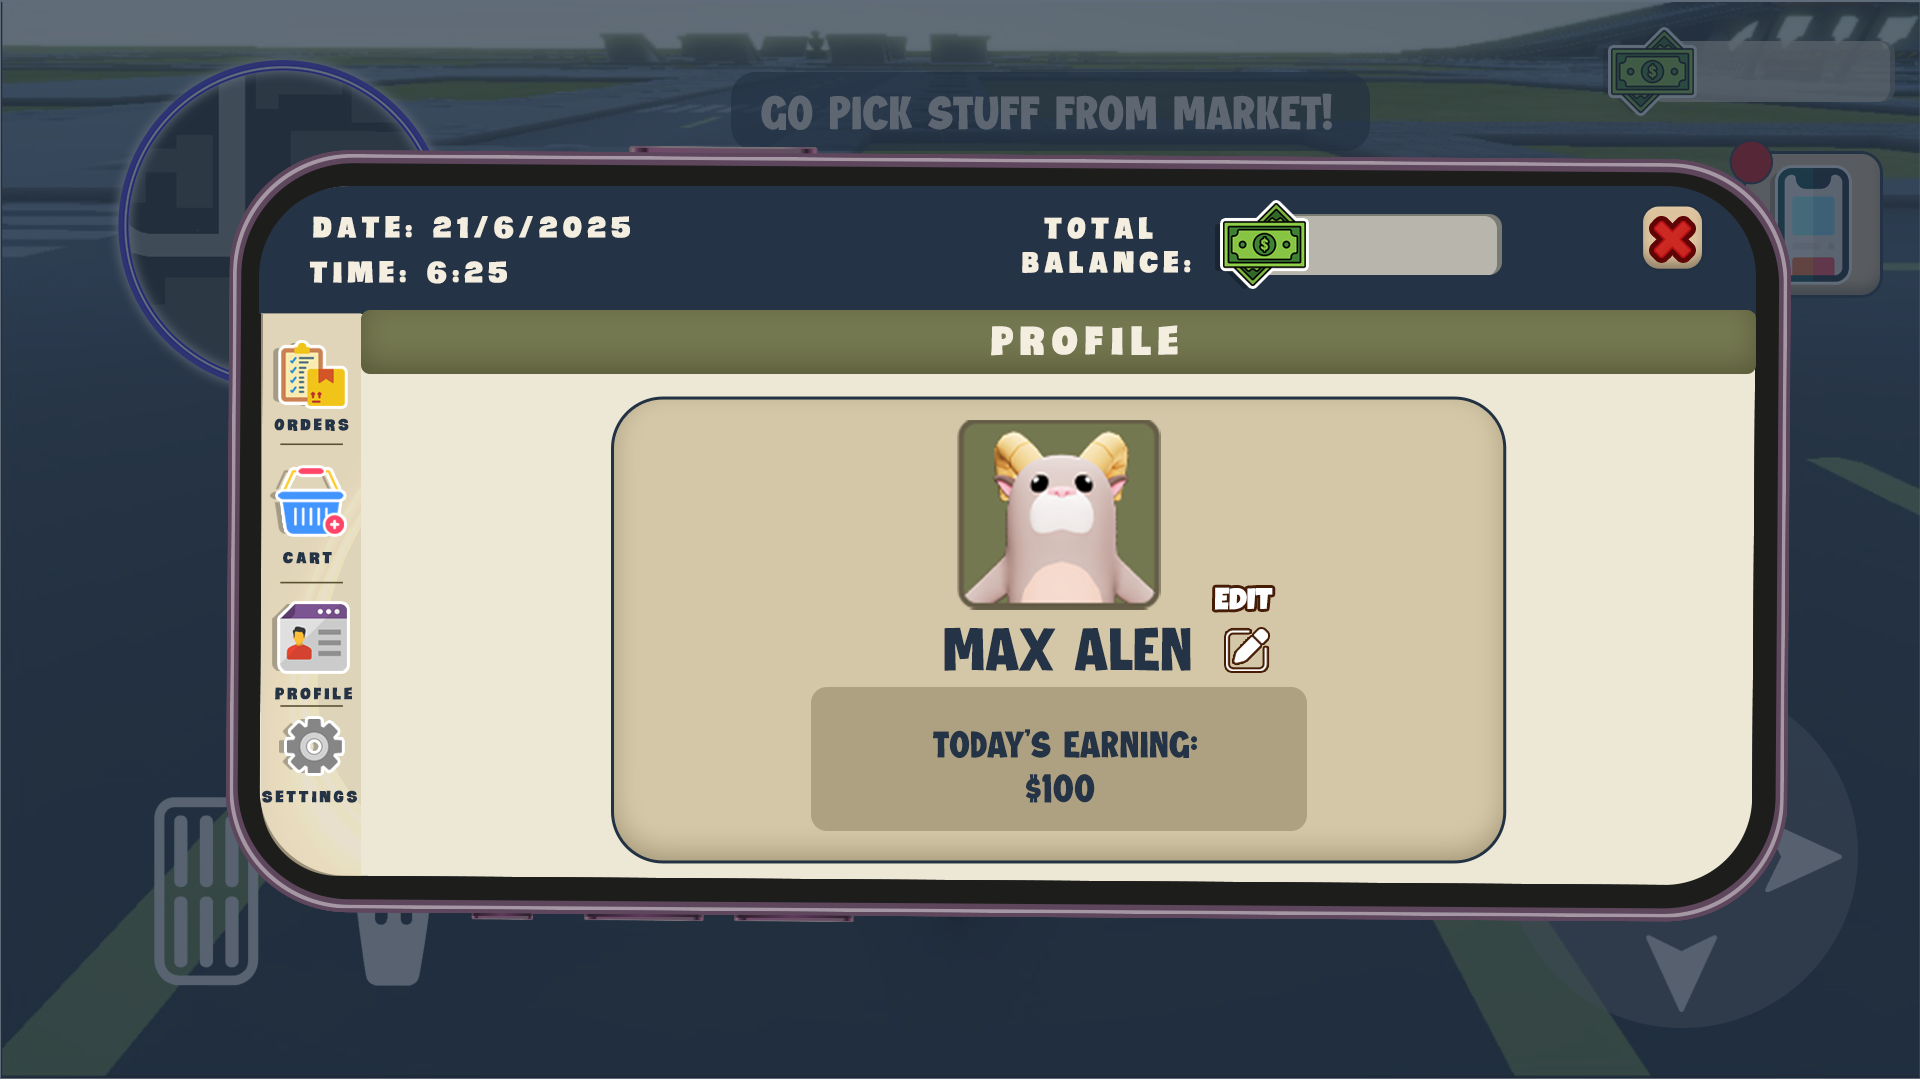 GO PICK STUFF FROM MARKET!
DATE: 21/6/2025
TIME: 6:25
TOTAL
BALANCE:
PROFILE
ORDERS
CART
PROFILE
SETTINGS
EDIT
MAX ALEN
TODAY'S EARNING:
$100